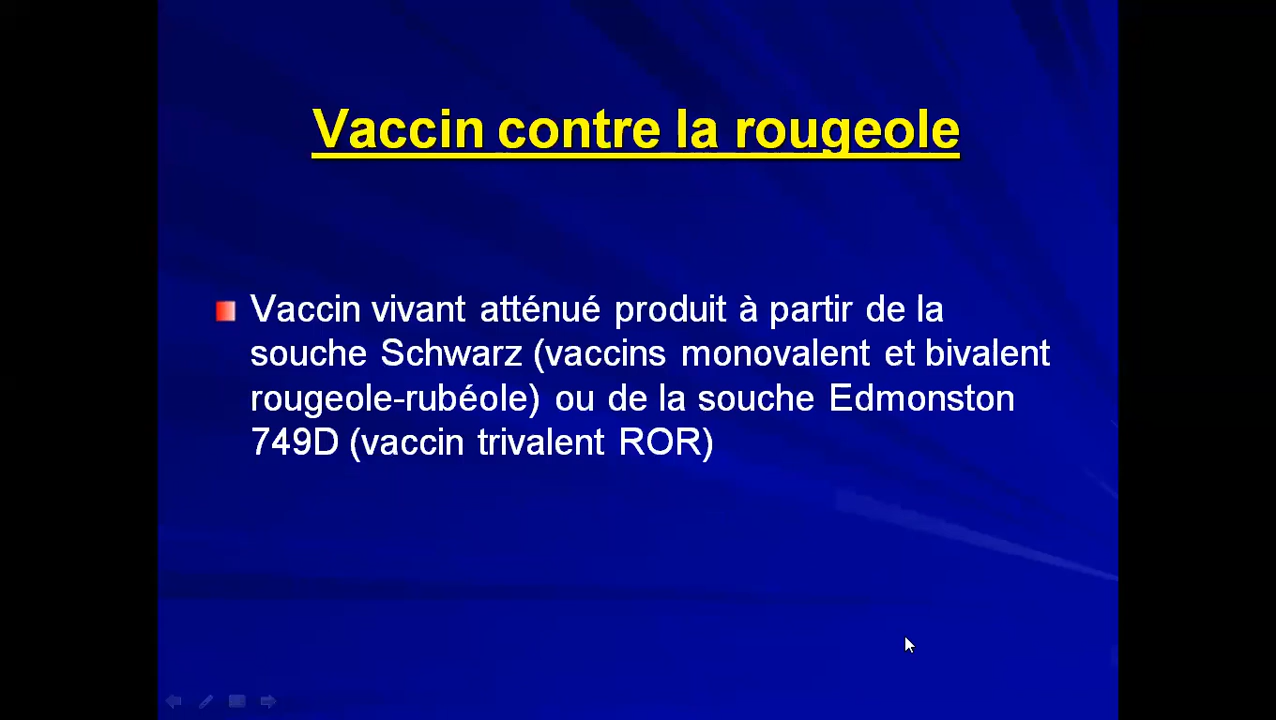 Vaccin contre la rougeole
Vaccin vivant atténué produit à partir de la
souche Schwarz (vaccins monovalent et bivalent
rougeole-rubéole) ou de la souche Edmonston
749D (vaccin trivalent ROR)